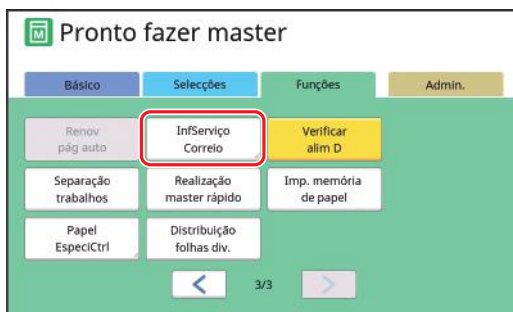 M Pronto fazer master
Básico
Selecções
Funções
Admin.
Renov
pág auto
InfServiço
Correio
Verificar
alim D
Separação
trabalhos
Realização
master rápido
Imp. memória
de papel
Papel
EspeciCtrl
Distribuição
folhas div.
< 3/3 >